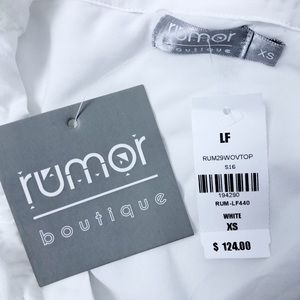 rumor
boutique
XS
rumor
boutique
LF
RUM29WOVTOP
S16
194290
RUM-LF440
WHITE
XS
$ 124.00